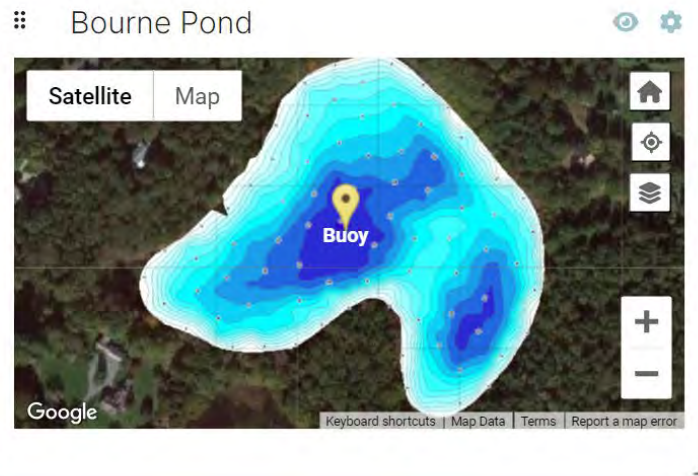 Bourne Pond
Satellite Map
Buoy
Google
Keyboard shortcuts Map Data Terms Report a map error